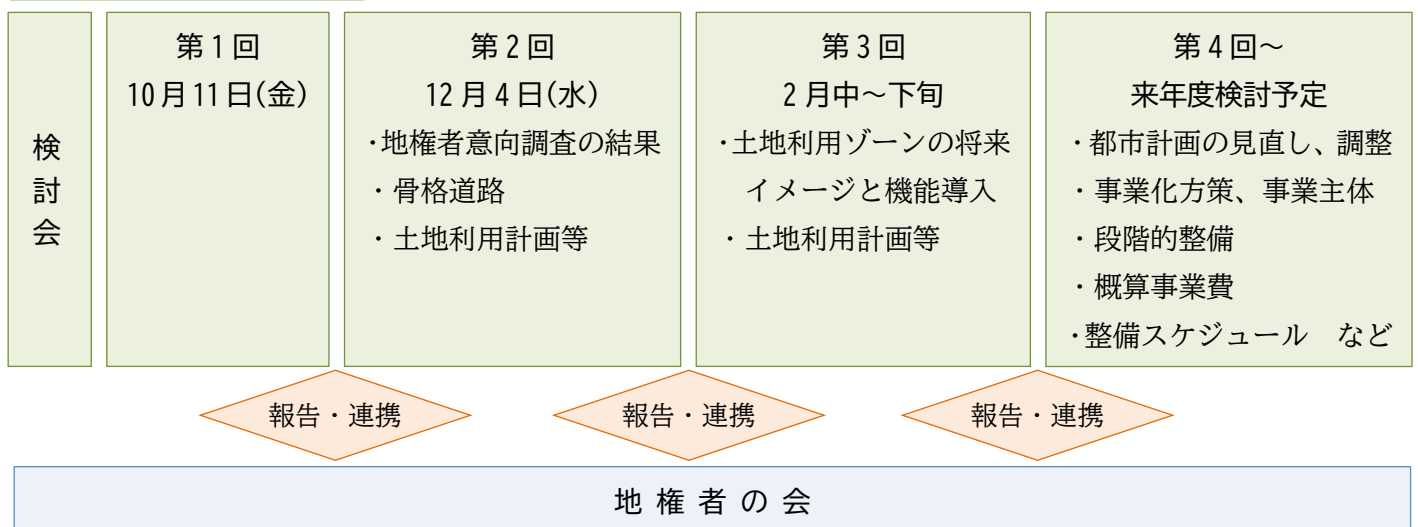 検討会
第1回
10月11日(金)
第2回
12月4日(水)
・地権者意向調査の結果
・骨格道路
・土地利用計画等
第3回
2月中～下旬
・土地利用ゾーンの将来
イメージと機能導入
・土地利用計画等
第4回～
来年度検討予定
・都市計画の見直し、調整
・事業化方策、事業主体
・段階的整備
・概算事業費
・整備スケジュール　など
報告・連携
報告・連携
報告・連携
地権者の会